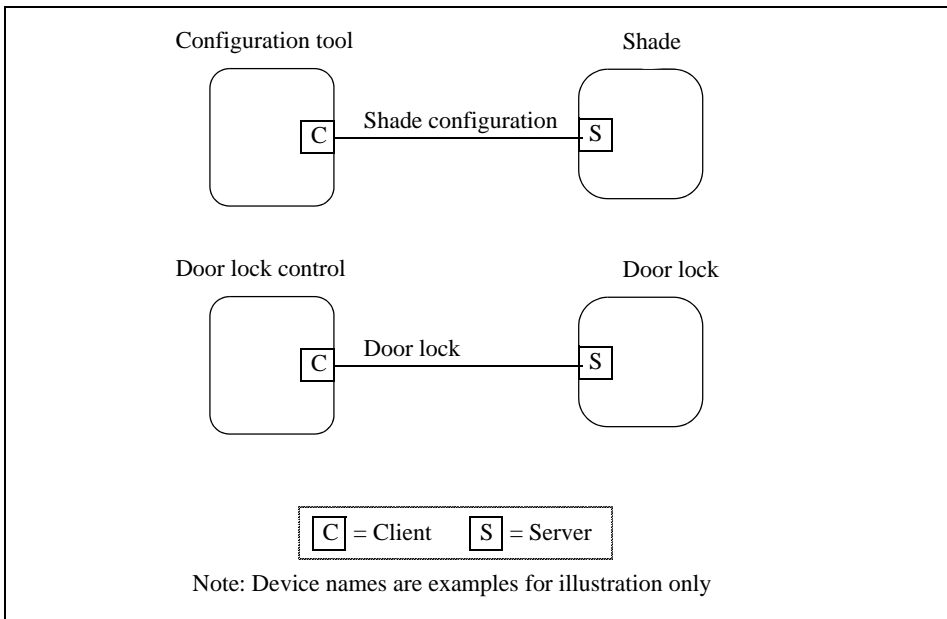 Configuration tool
Shade
C
Shade configuration
S
Door lock control
Door lock
C
Door lock
S
C = Client
S = Server
Note: Device names are examples for illustration only